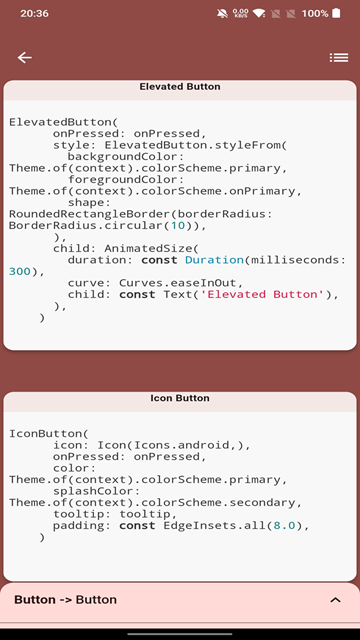 20:36
0.00
KB/s
100%
Elevated Button
ElevatedButton(
onPressed: onPressed,
style: ElevatedButton.styleFrom(
backgroundColor:
Theme.of(context).colorScheme.primary,
foregroundColor:
Theme.of(context).colorScheme.onPrimary,
shape:
RoundedRectangleBorder(borderRadius:
BorderRadius.circular(10)),
),
child: AnimatedSize(
duration: const Duration(milliseconds:
300),
curve: Curves.easeInOut,
child: const Text('Elevated Button'),
),
)
Icon Button
IconButton(
icon: Icon(Icons.android,),
onPressed: onPressed,
color:
Theme.of(context).colorScheme.primary,
splashColor:
Theme.of(context).colorScheme.secondary,
tooltip: tooltip,
padding: const EdgeInsets.all(8.0),
)
Button -> Button